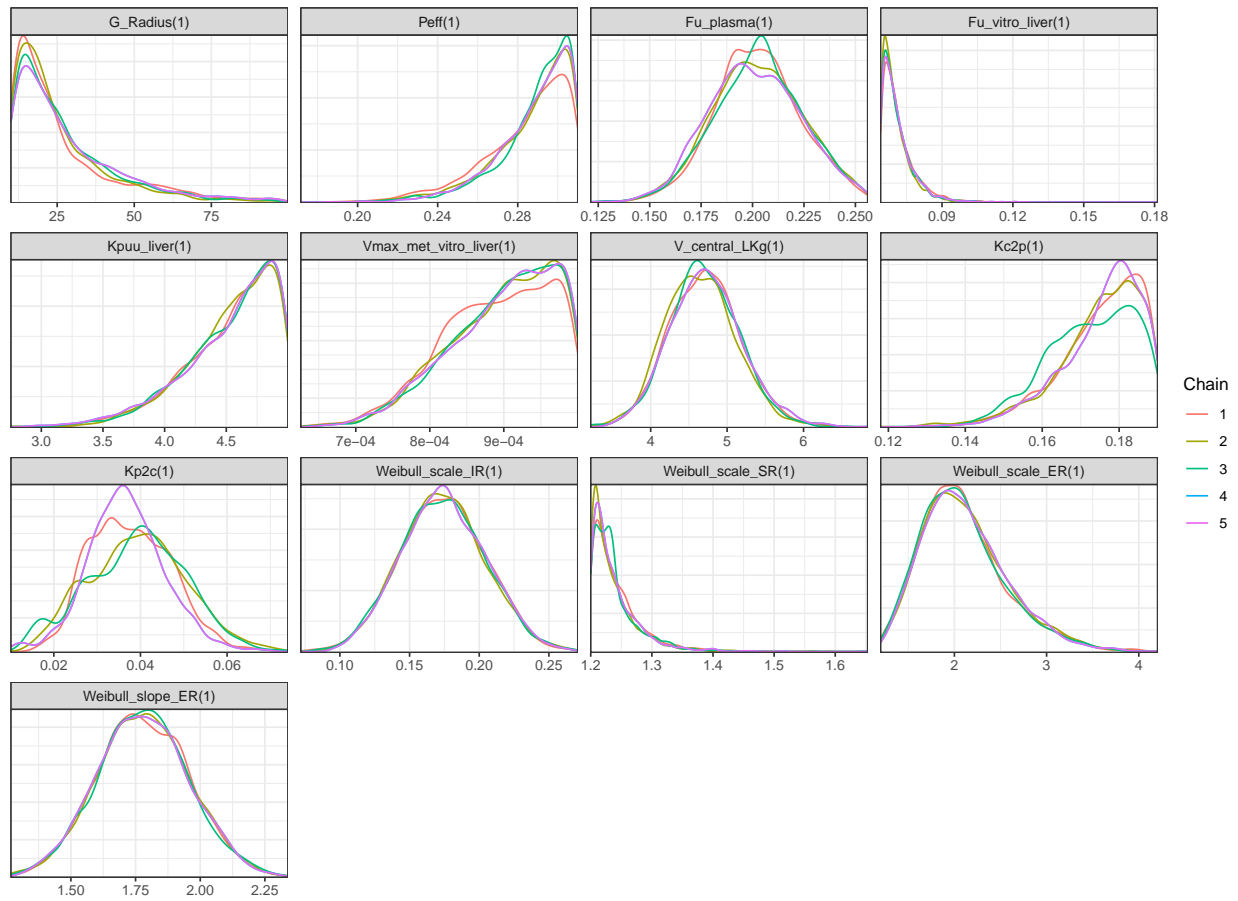 G_Radius(1) Peff(1) Fu_plasma(1) Fu_vitro_liver(1)
25 50 75 0.20 0.24 0.28 0.125 0.150 0.175 0.200 0.225 0.250 0.09 0.12 0.15 0.18
Kpuu_liver(1) Vmax_met_vitro_liver(1) V_central_LKg(1) Kc2p(1)
3.0 3.5 4.0 4.5 7e-04 8e-04 9e-04 4 5 6 0.12 0.14 0.16 0.18
Chain
1
2
3
4
5
Kp2c(1) Weibull_scale_IR(1) Weibull_scale_SR(1) Weibull_scale_ER(1)
0.02 0.04 0.06 0.10 0.15 0.20 0.25 1.2 1.3 1.4 1.5 1.6 2 3 4
Weibull_slope_ER(1)
1.50 1.75 2.00 2.25